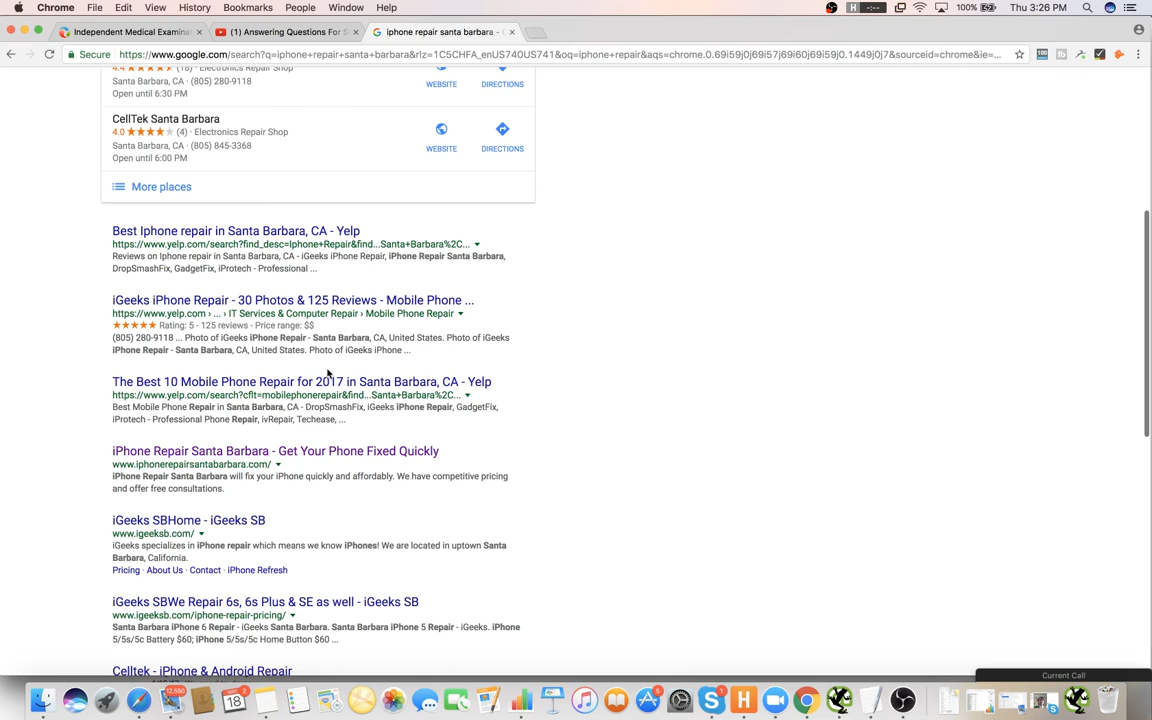 Chrome File Edit View History Bookmarks People Window Help
H --:-- 100% Thu 3:26 PM
Independent Medical Examinat
(1) Answering Questions For S
iphone repair santa barbara -
Secure https://www.google.com/search?q=iphone+repair+santa+barbara&rlz=1C5CHFA_enUS740US741&oq=iphone+repair&aqs=chrome.0.69i59j0j69i57j69i60j69i59j0.1449j0j7&sourceid=chrome&ie=...
4.4 (18) · Electronics Repair Shop
Santa Barbara, CA · (805) 280-9118
WEBSITE DIRECTIONS
Open until 6:30 PM
CellTek Santa Barbara
4.0 (4) · Electronics Repair Shop
Santa Barbara, CA · (805) 845-3368
WEBSITE DIRECTIONS
Open until 6:00 PM
More places
Best Iphone repair in Santa Barbara, CA - Yelp
https://www.yelp.com/search?find_desc=Iphone+Repair&find...Santa+Barbara%2C...
Reviews on Iphone repair in Santa Barbara, CA - iGeeks iPhone Repair, iPhone Repair Santa Barbara,
DropSmashFix, GadgetFix, iProtech - Professional ...
iGeeks iPhone Repair - 30 Photos & 125 Reviews - Mobile Phone ...
https://www.yelp.com › ... › IT Services & Computer Repair › Mobile Phone Repair
Rating: 5 - 125 reviews - Price range: $$
(805) 280-9118 ... Photo of iGeeks iPhone Repair - Santa Barbara, CA, United States. Photo of iGeeks
iPhone Repair - Santa Barbara, CA, United States. Photo of iGeeks iPhone ...
The Best 10 Mobile Phone Repair for 2017 in Santa Barbara, CA - Yelp
https://www.yelp.com/search?cflt=mobilephonerepair&find...Santa+Barbara%2C...
Best Mobile Phone Repair in Santa Barbara, CA - DropSmashFix, iGeeks iPhone Repair, GadgetFix,
iProtech - Professional Phone Repair, ivRepair, Techease, ...
iPhone Repair Santa Barbara - Get Your Phone Fixed Quickly
www.iphonerepairsantabarbara.com/
iPhone Repair Santa Barbara will fix your iPhone quickly and affordably. We have competitive pricing
and offer free consultations.
iGeeks SBHome - iGeeks SB
www.igeeksb.com/
iGeeks specializes in iPhone repair which means we know iPhones! We are located in uptown Santa
Barbara, California.
Pricing · About Us · Contact · iPhone Refresh
iGeeks SBWe Repair 6s, 6s Plus & SE as well - iGeeks SB
www.igeeksb.com/iphone-repair-pricing/
Santa Barbara iPhone 6 Repair - iGeeks Santa Barbara. Santa Barbara iPhone 5 Repair - iGeeks. iPhone
5/5s/5c Battery $60; iPhone 5/5s/5c Home Button $60 ...
Celltek - iPhone & Android Repair
Current Call
12,560
MAY 2
18
5
1
H